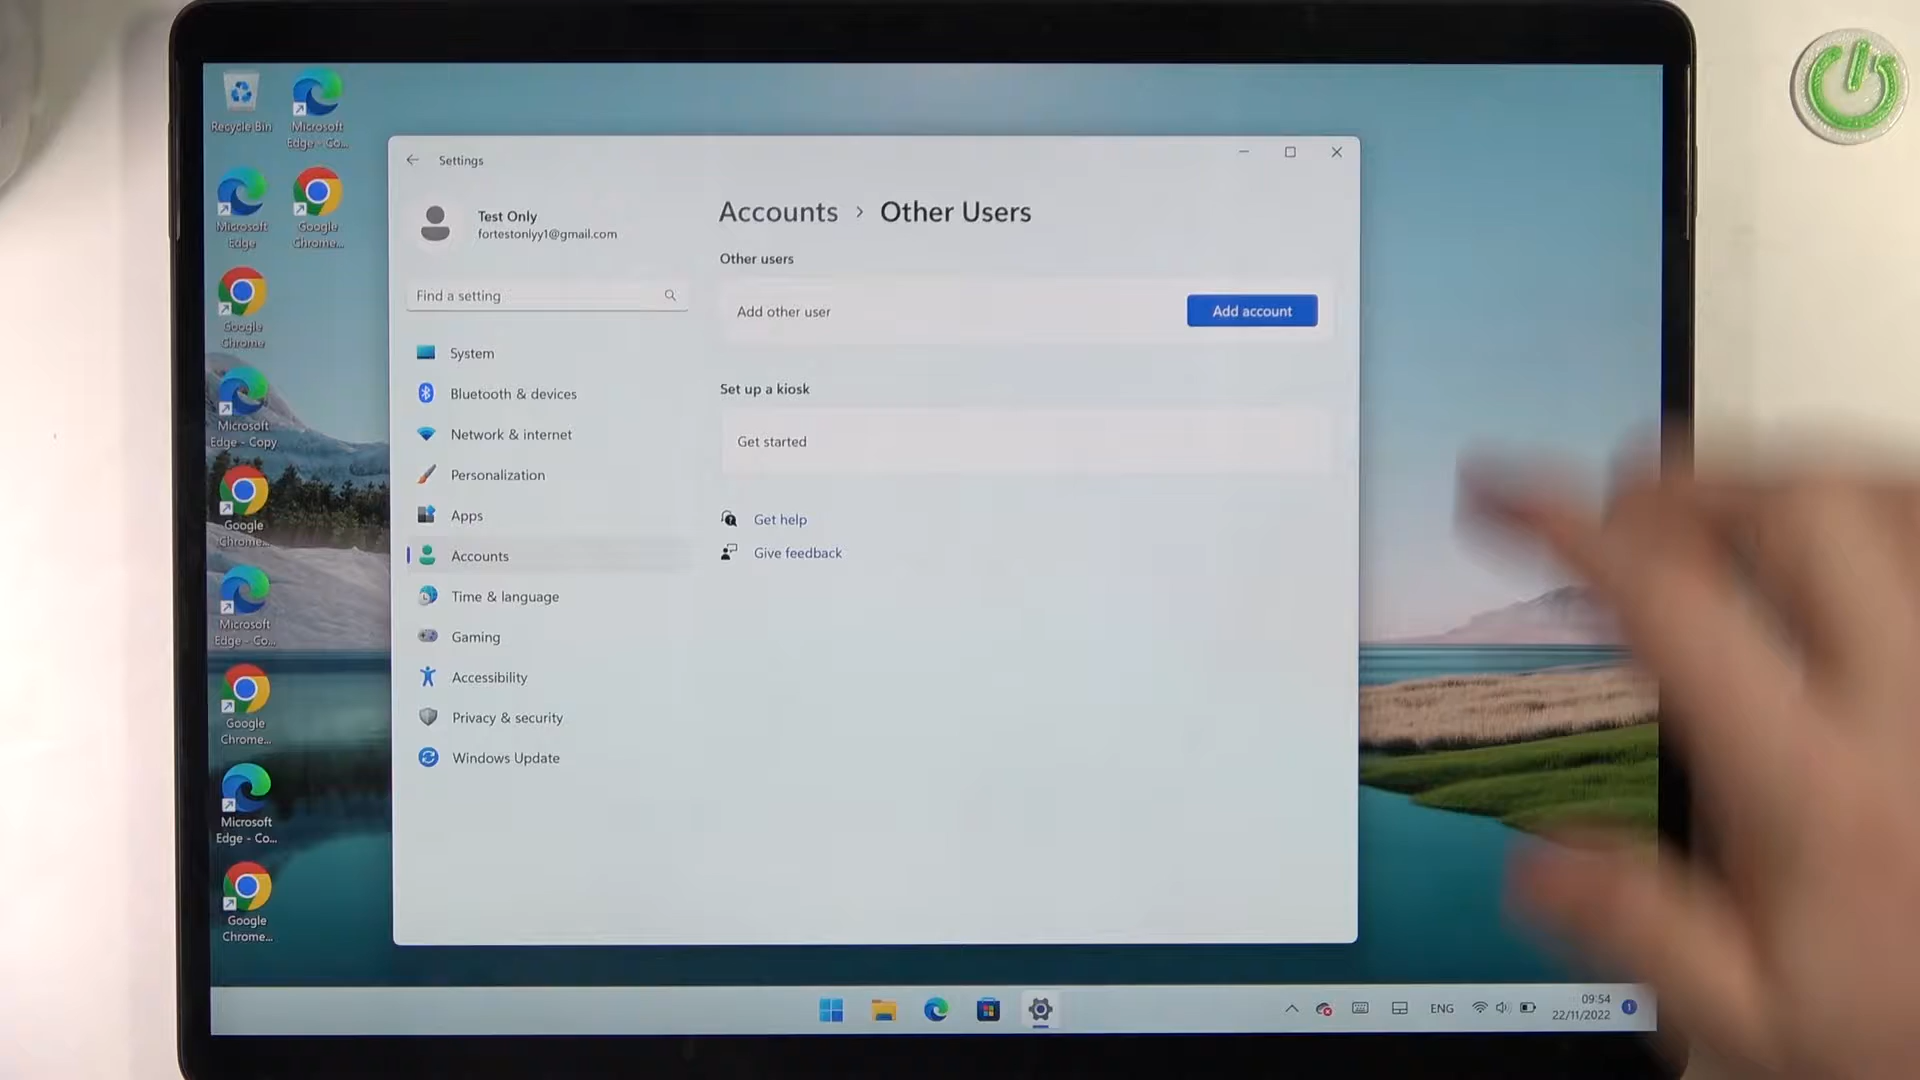 Recycle Bin
Microsoft
Edge - Co...
Microsoft
Edge
Google
Chrome...
Google
Chrome
Microsoft
Edge - Copy
Google
Chrome...
Microsoft
Edge - Co...
Google
Chrome...
Microsoft
Edge - Co...
Google
Chrome...
Settings
Test Only
fortestonlyy1@gmail.com
Find a setting
System
Bluetooth & devices
Network & internet
Personalization
Apps
Accounts
Time & language
Gaming
Accessibility
Privacy & security
Windows Update
Accounts > Other Users
Other users
Add other user
Add account
Set up a kiosk
Get started
Get help
Give feedback
ENG
09:54
22/11/2022
1